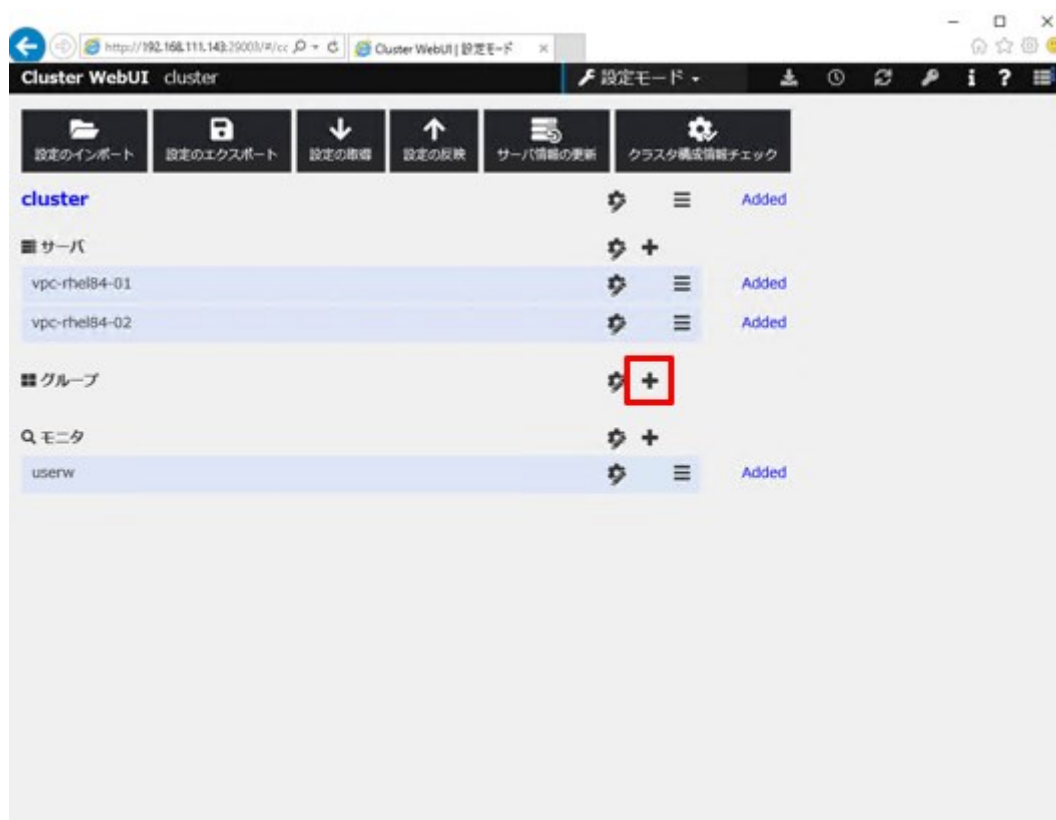 http://192.168.111.143:29003/#/cc
Cluster WebUI | 設定モード
Cluster WebUI cluster 設定モード
設定のインポート 設定のエクスポート 設定の取得 設定の反映 サーバ情報の更新 クラスタ構成情報チェック
cluster Added
サーバ
vpc-rhel84-01 Added
vpc-rhel84-02 Added
グループ
モニタ
userw Added